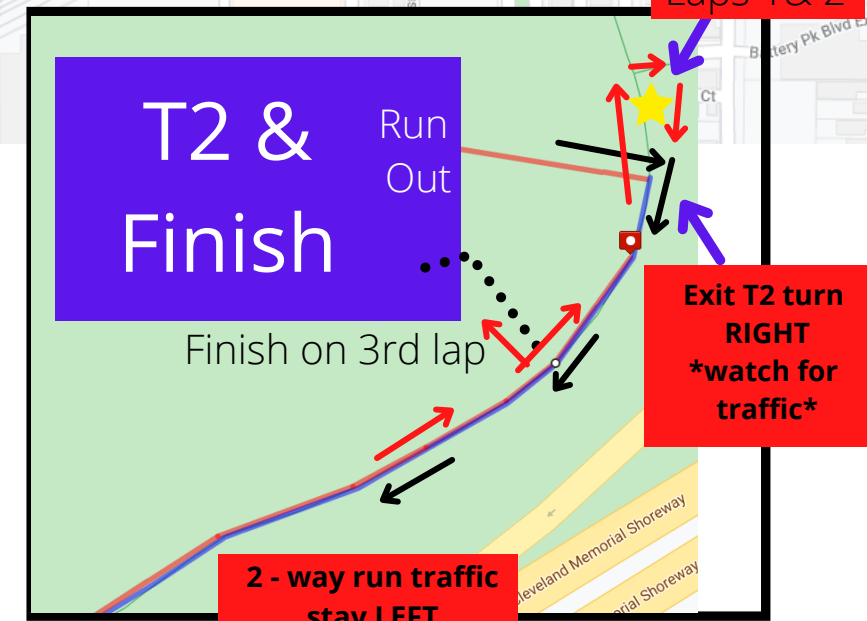 Laps 1 & 2
Battery Pk Blvd E
Ct
T2 &
Finish
Run
Out
Finish on 3rd lap
Exit T2 turn
RIGHT
*watch for
traffic*
Cleveland Memorial Shoreway
orial Shoreway
2 - way run traffic
stay LEFT